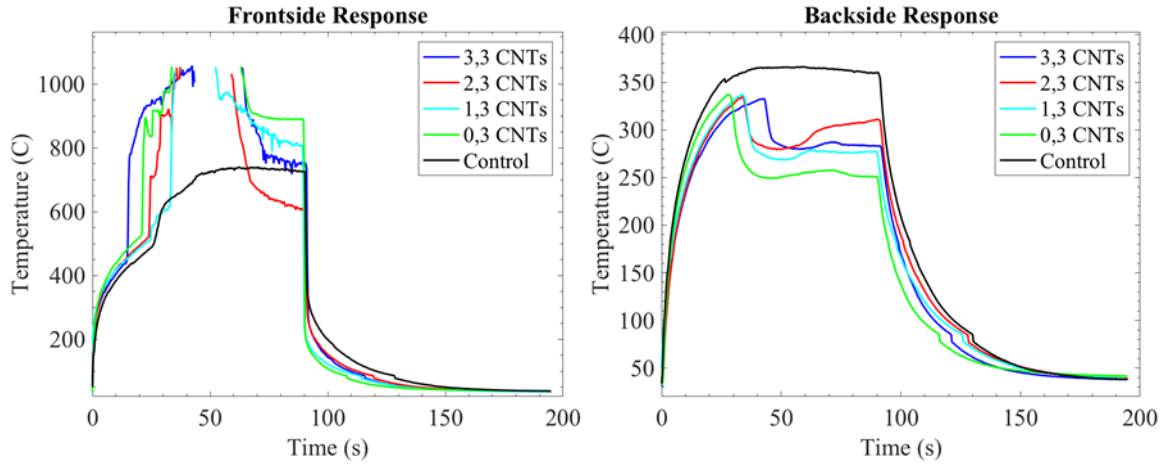 Frontside Response
Temperature (C)
1000
800
600
400
200
0
50
100
150
200
Time (s)
3,3 CNTs
2,3 CNTs
1,3 CNTs
0,3 CNTs
Control
Backside Response
Temperature (C)
400
350
300
250
200
150
100
50
0
50
100
150
200
Time (s)
3,3 CNTs
2,3 CNTs
1,3 CNTs
0,3 CNTs
Control